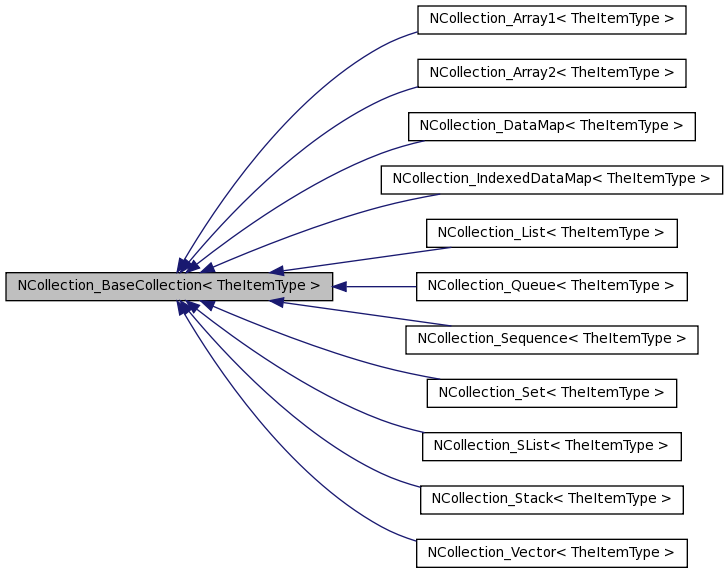 NCollection_Array1< TheItemType >
NCollection_Array2< TheItemType >
NCollection_DataMap< TheItemType >
NCollection_IndexedDataMap< TheItemType >
NCollection_List< TheItemType >
NCollection_BaseCollection< TheItemType >
NCollection_Queue< TheItemType >
NCollection_Sequence< TheItemType >
NCollection_Set< TheItemType >
NCollection_SList< TheItemType >
NCollection_Stack< TheItemType >
NCollection_Vector< TheItemType >